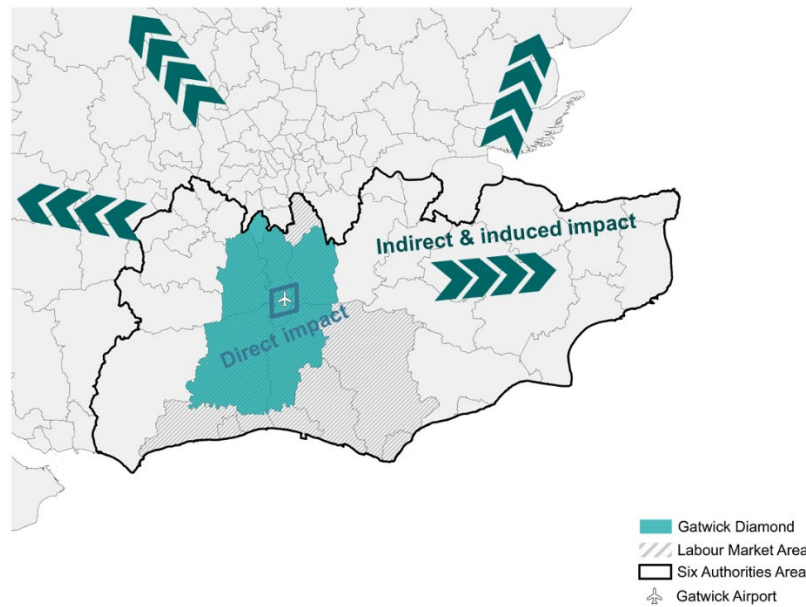 Indirect & induced impact
Direct impact
Gatwick Diamond
Labour Market Area
Six Authorities Area
Gatwick Airport